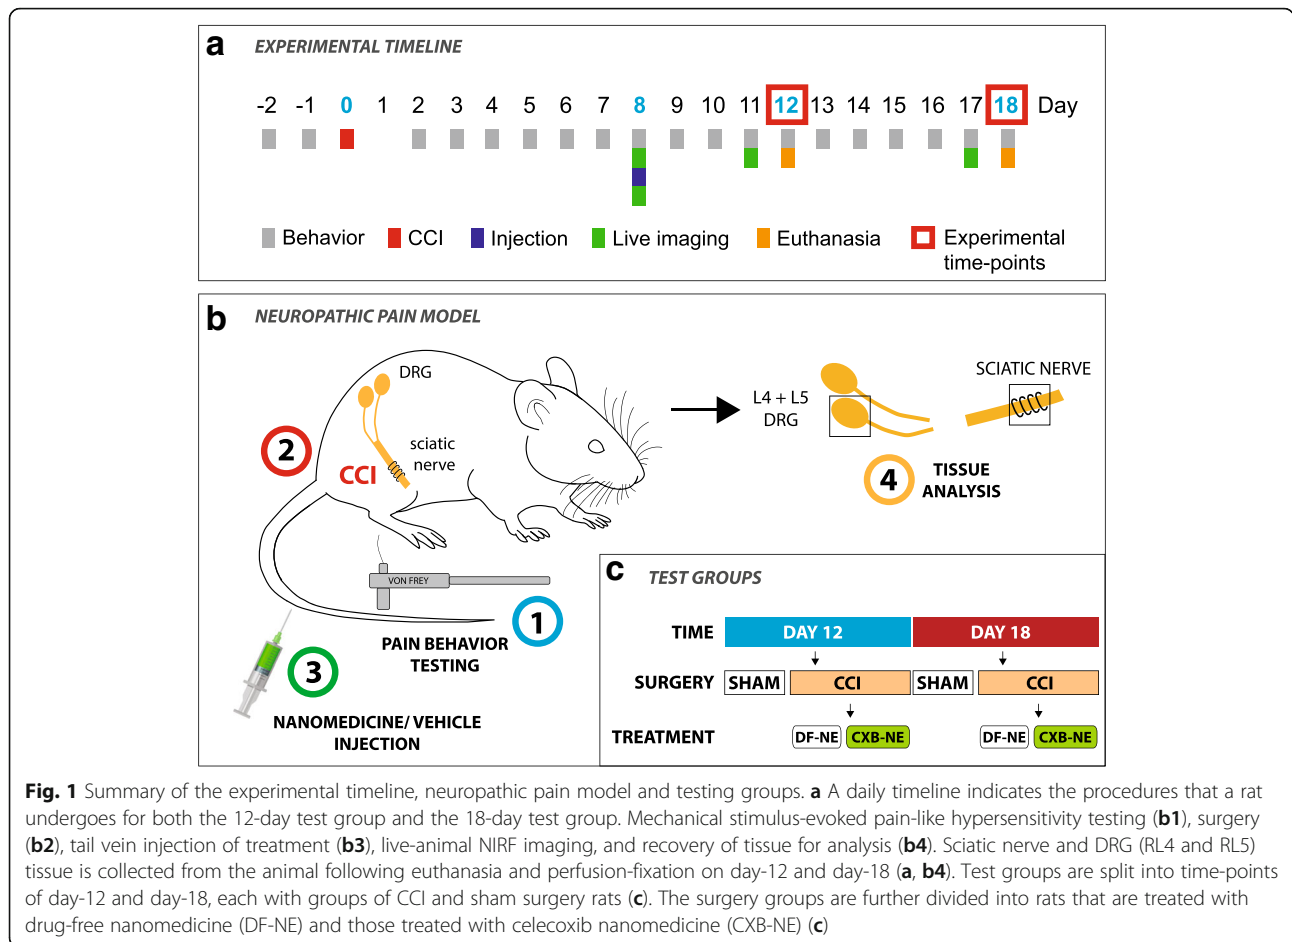 a EXPERIMENTAL TIMELINE
-2 -1 0 1 2 3 4 5 6 7 8 9 10 11 12 13 14 15 16 17 18 Day
Behavior CCI Injection Live imaging Euthanasia Experimental
time-points
b NEUROPATHIC PAIN MODEL
DRG
sciatic
nerve
2
CCI
L4 + L5
DRG
SCIATIC NERVE
4 TISSUE
ANALYSIS
VON FREY
1
PAIN BEHAVIOR
TESTING
3
NANOMEDICINE/ VEHICLE
INJECTION
c TEST GROUPS
TIME DAY 12 DAY 18
SURGERY SHAM CCI SHAM CCI
TREATMENT DF-NE CXB-NE DF-NE CXB-NE
Fig. 1 Summary of the experimental timeline, neuropathic pain model and testing groups. a A daily timeline indicates the procedures that a rat
undergoes for both the 12-day test group and the 18-day test group. Mechanical stimulus-evoked pain-like hypersensitivity testing (b1), surgery
(b2), tail vein injection of treatment (b3), live-animal NIRF imaging, and recovery of tissue for analysis (b4). Sciatic nerve and DRG (RL4 and RL5)
tissue is collected from the animal following euthanasia and perfusion-fixation on day-12 and day-18 (a, b4). Test groups are split into time-points
of day-12 and day-18, each with groups of CCI and sham surgery rats (c). The surgery groups are further divided into rats that are treated with
drug-free nanomedicine (DF-NE) and those treated with celecoxib nanomedicine (CXB-NE) (c)